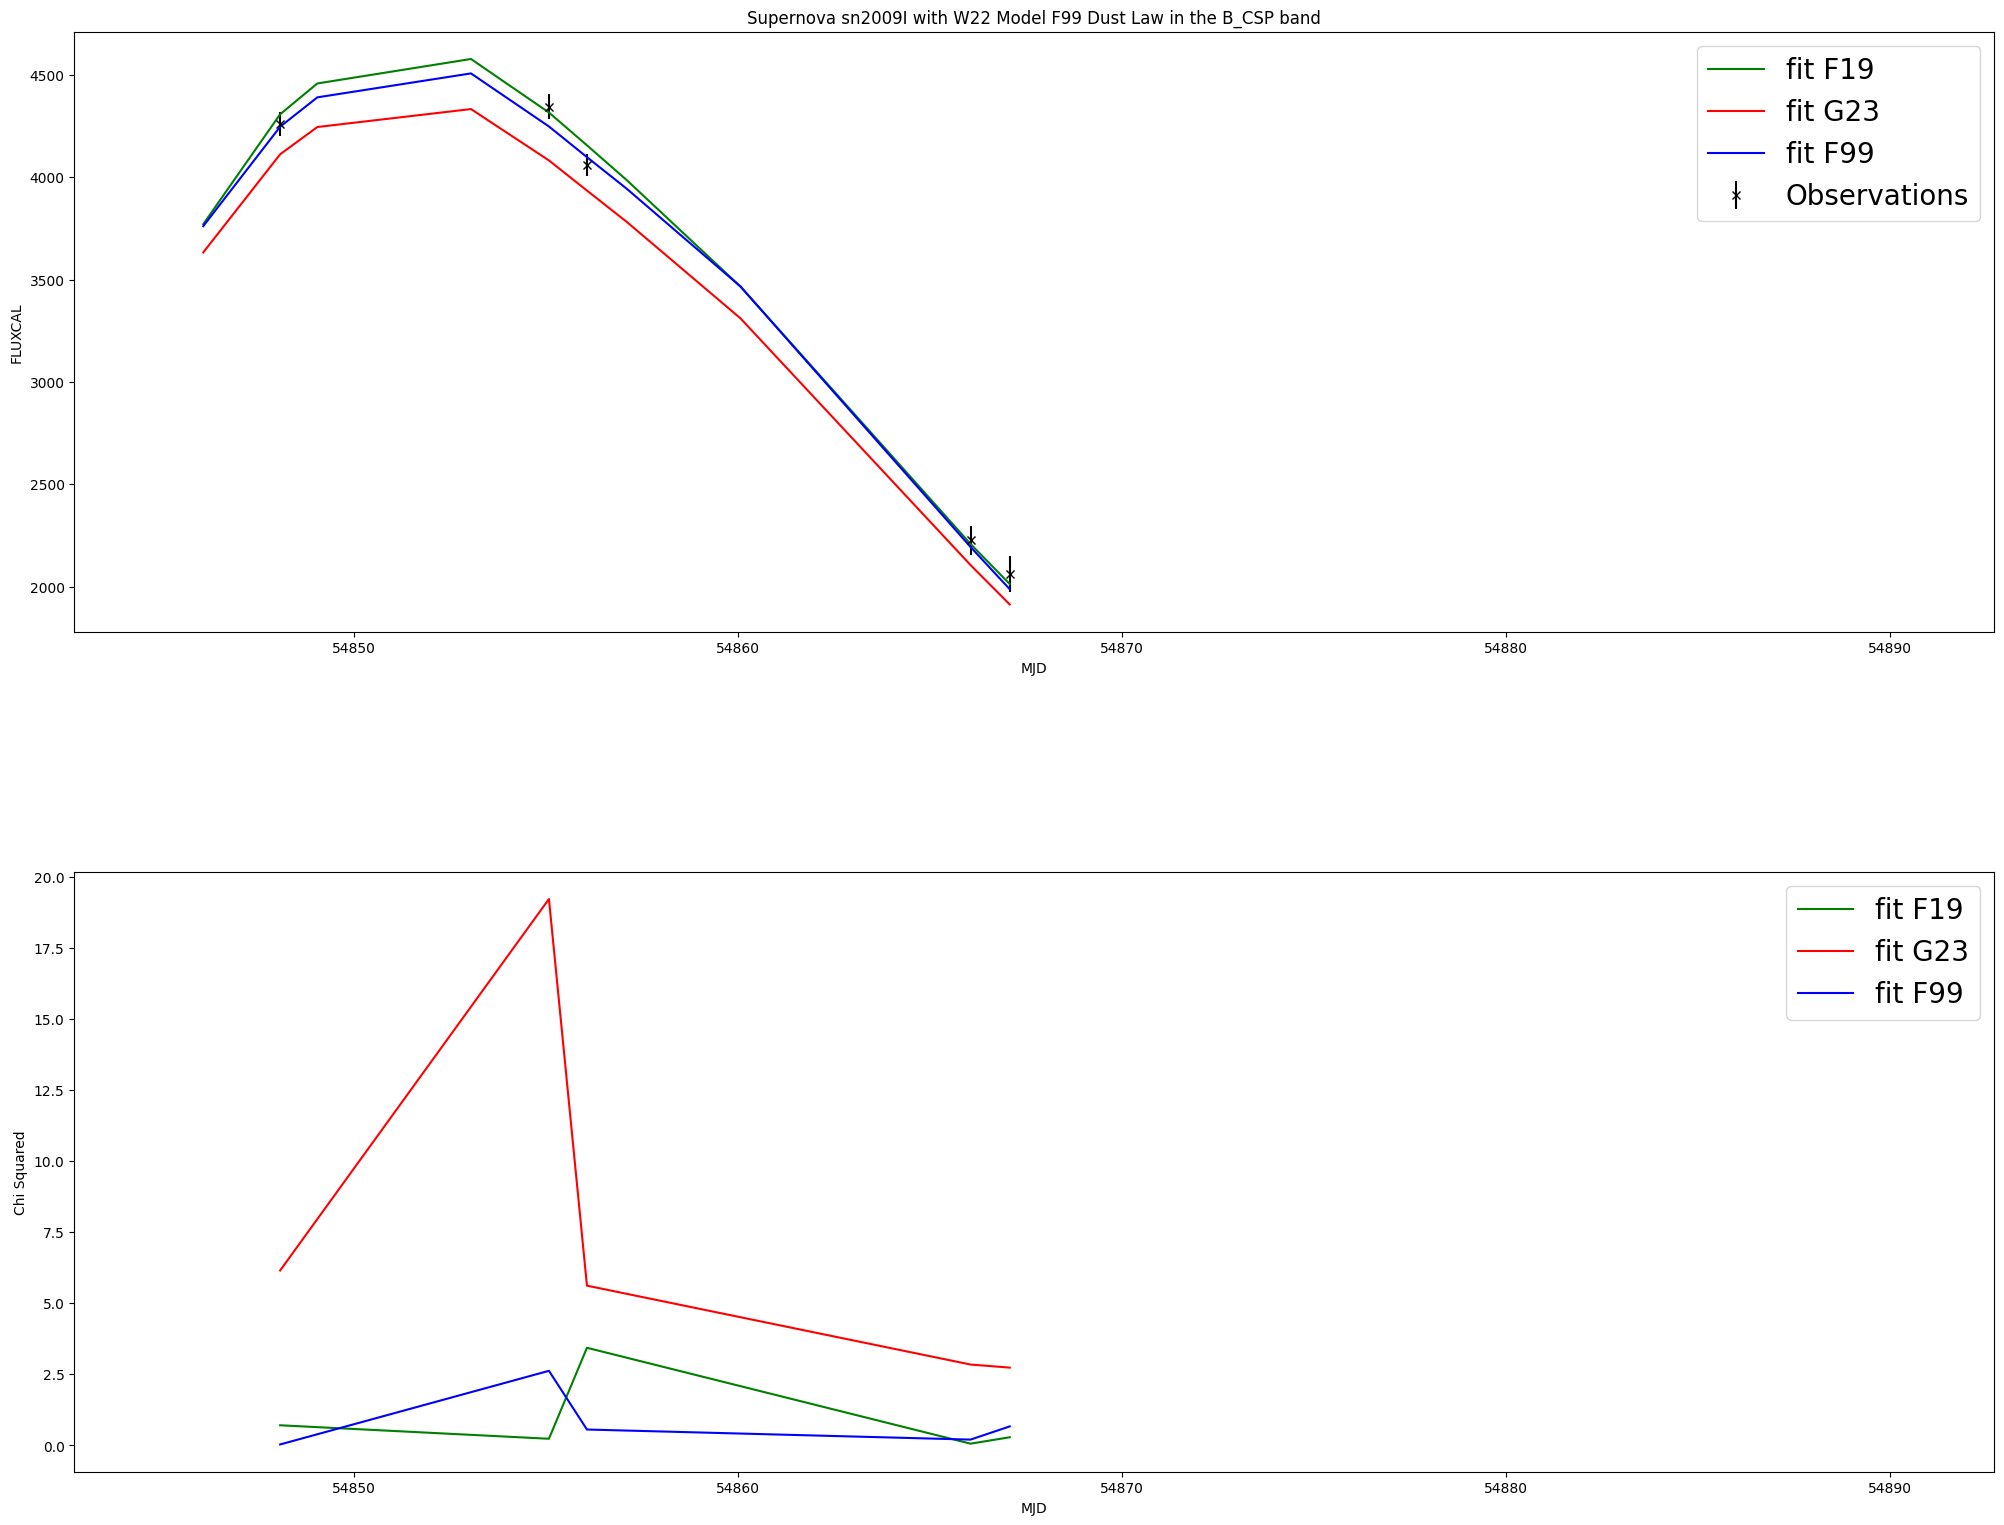 Supernova sn2009I with W22 Model F99 Dust Law in the B_CSP band
4500
4000
3500
3000
2500
2000
FLUXCAL
fit F19
fit G23
fit F99
Observations
54850
54860
54870
54880
54890
MJD
20.0
17.5
15.0
12.5
10.0
7.5
5.0
2.5
0.0
Chi Squared
fit F19
fit G23
fit F99
54850
54860
54870
54880
54890
MJD